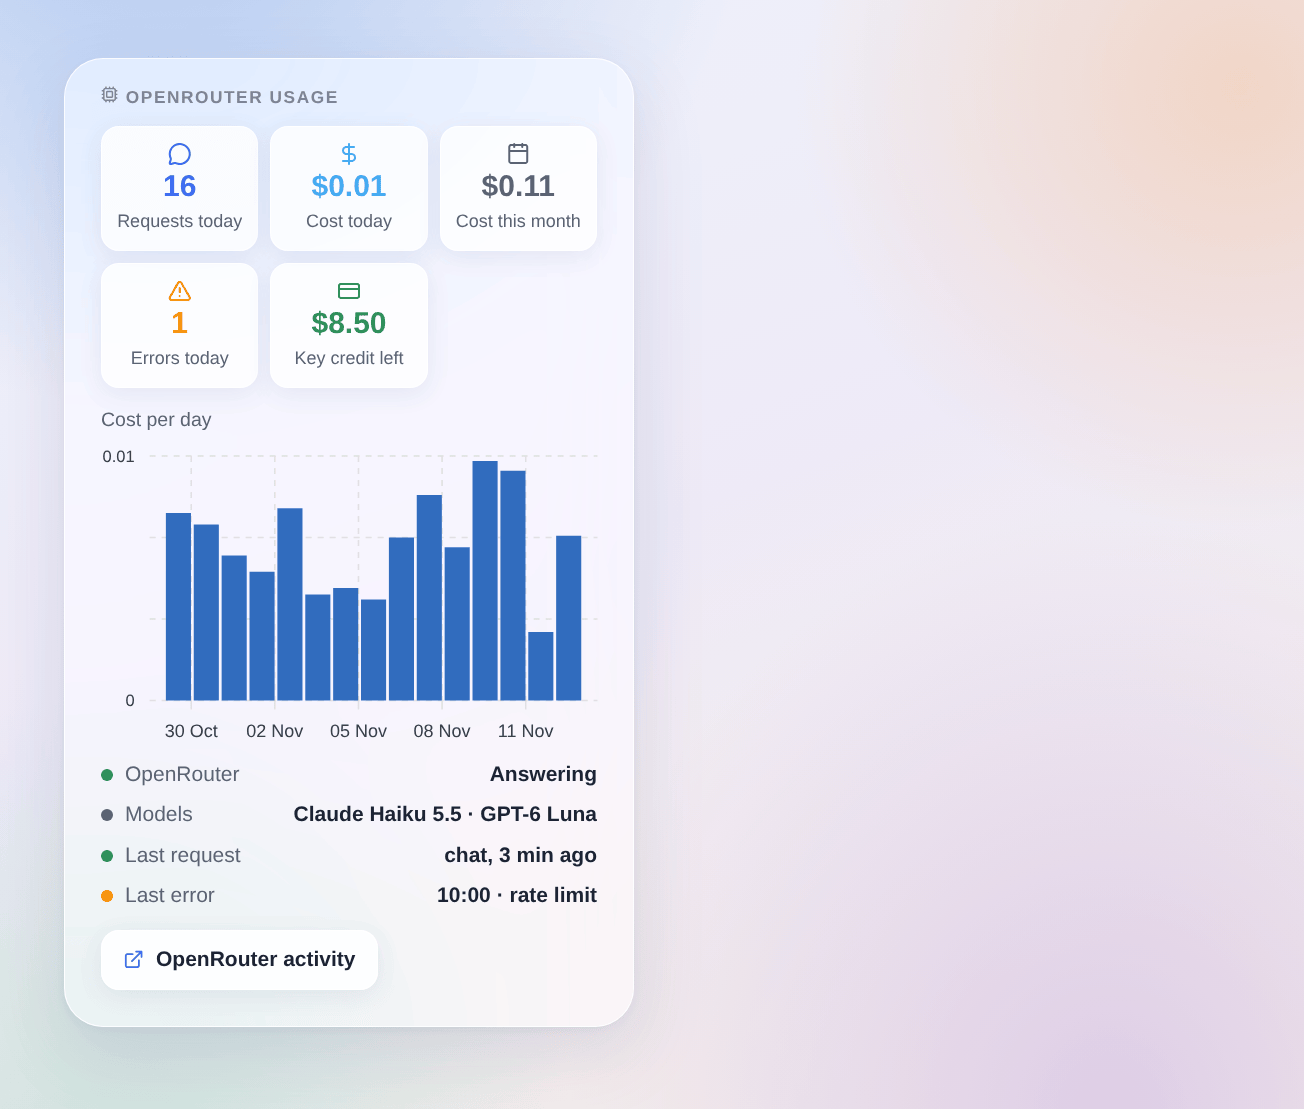 OPENROUTER USAGE
16
Requests today
$0.01
Cost today
$0.11
Cost this month
1
Errors today
$8.50
Key credit left
Cost per day
0.01
0
30 Oct 02 Nov 05 Nov 08 Nov 11 Nov
OpenRouter Answering
Models Claude Haiku 5.5 · GPT-6 Luna
Last request chat, 3 min ago
Last error 10:00 · rate limit
OpenRouter activity